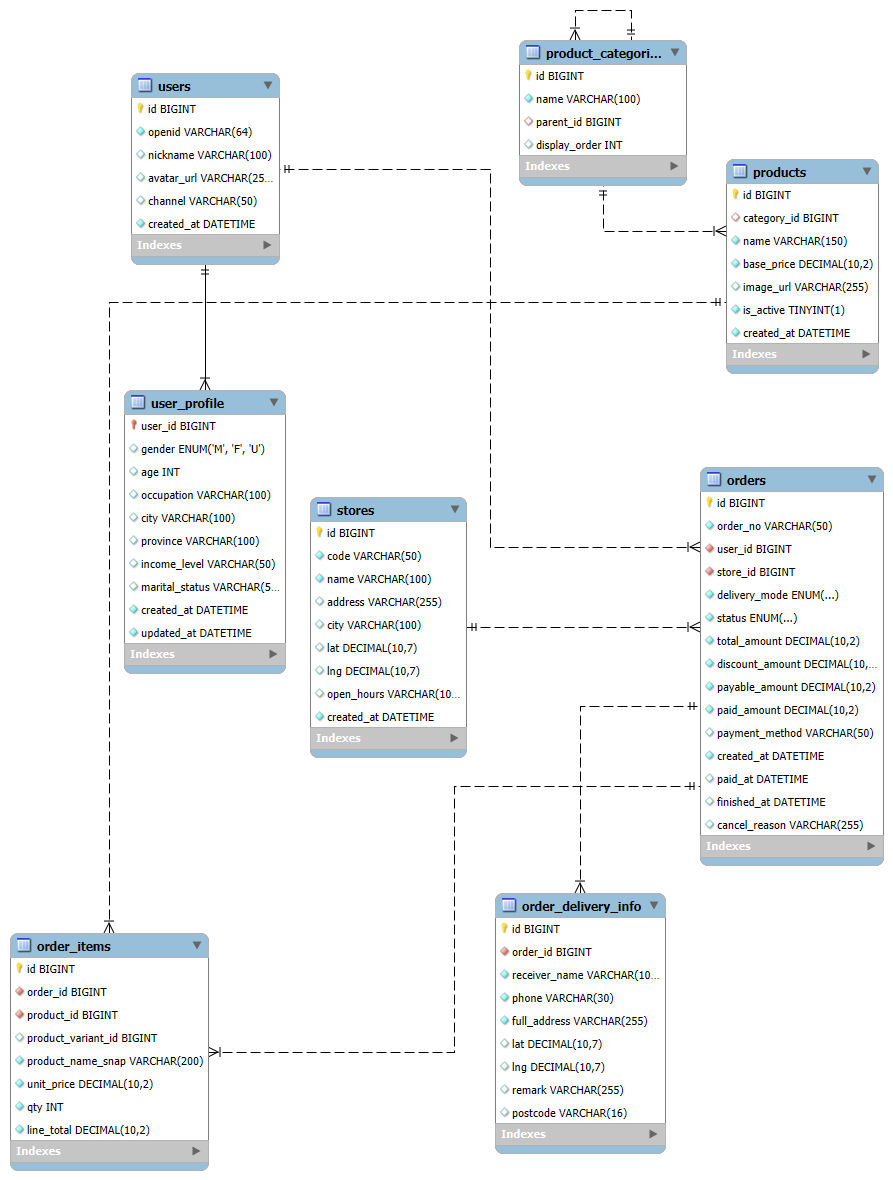 product_categori...
id BIGINT
name VARCHAR(100)
parent_id BIGINT
display_order INT
Indexes
users
id BIGINT
openid VARCHAR(64)
nickname VARCHAR(100)
avatar_url VARCHAR(25...
channel VARCHAR(50)
created_at DATETIME
Indexes
products
id BIGINT
category_id BIGINT
name VARCHAR(150)
base_price DECIMAL(10,2)
image_url VARCHAR(255)
is_active TINYINT(1)
created_at DATETIME
Indexes
user_profile
user_id BIGINT
gender ENUM('M', 'F', 'U')
age INT
occupation VARCHAR(100)
city VARCHAR(100)
province VARCHAR(100)
income_level VARCHAR(50)
marital_status VARCHAR(5...
created_at DATETIME
updated_at DATETIME
Indexes
stores
id BIGINT
code VARCHAR(50)
name VARCHAR(100)
address VARCHAR(255)
city VARCHAR(100)
lat DECIMAL(10,7)
lng DECIMAL(10,7)
open_hours VARCHAR(10...
created_at DATETIME
Indexes
orders
id BIGINT
order_no VARCHAR(50)
user_id BIGINT
store_id BIGINT
delivery_mode ENUM(...)
status ENUM(...)
total_amount DECIMAL(10,2)
discount_amount DECIMAL(10,...
payable_amount DECIMAL(10,2)
paid_amount DECIMAL(10,2)
payment_method VARCHAR(50)
created_at DATETIME
paid_at DATETIME
finished_at DATETIME
cancel_reason VARCHAR(255)
Indexes
order_items
id BIGINT
order_id BIGINT
product_id BIGINT
product_variant_id BIGINT
product_name_snap VARCHAR(200)
unit_price DECIMAL(10,2)
qty INT
line_total DECIMAL(10,2)
Indexes
order_delivery_info
id BIGINT
order_id BIGINT
receiver_name VARCHAR(10...
phone VARCHAR(30)
full_address VARCHAR(255)
lat DECIMAL(10,7)
lng DECIMAL(10,7)
remark VARCHAR(255)
postcode VARCHAR(16)
Indexes